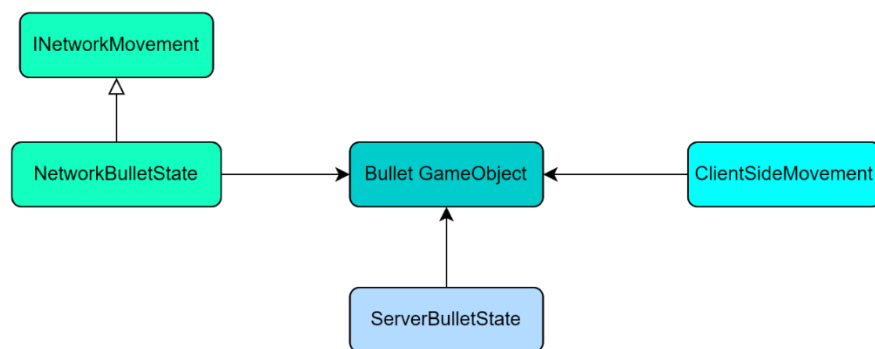 INetworkMovement
NetworkBulletState
Bullet GameObject
ClientSideMovement
ServerBulletState